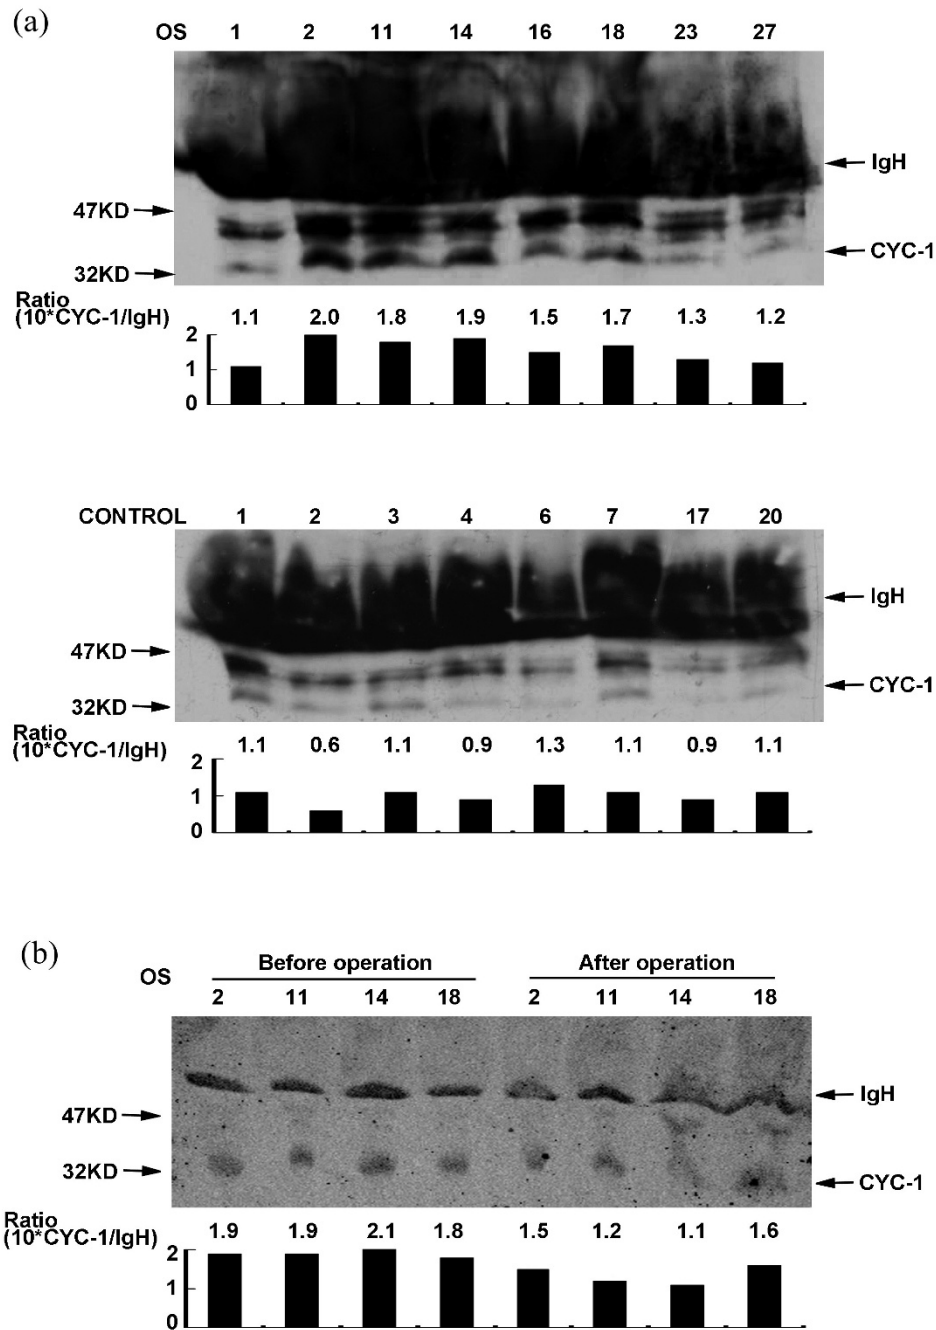 (a)
OS 1 2 11 14 16 18 23 27
IgH
47KD
CYC-1
32KD
Ratio
(10*CYC-1/IgH) 1.1 2.0 1.8 1.9 1.5 1.7 1.3 1.2
2
1
0
CONTROL 1 2 3 4 6 7 17 20
IgH
47KD
CYC-1
32KD
Ratio
(10*CYC-1/IgH) 1.1 0.6 1.1 0.9 1.3 1.1 0.9 1.1
2
1
0
(b)
Before operation After operation
OS
2 11 14 18 2 11 14 18
IgH
47KD
32KD
CYC-1
Ratio
(10*CYC-1/IgH) 1.9 1.9 2.1 1.8 1.5 1.2 1.1 1.6
2
1
0